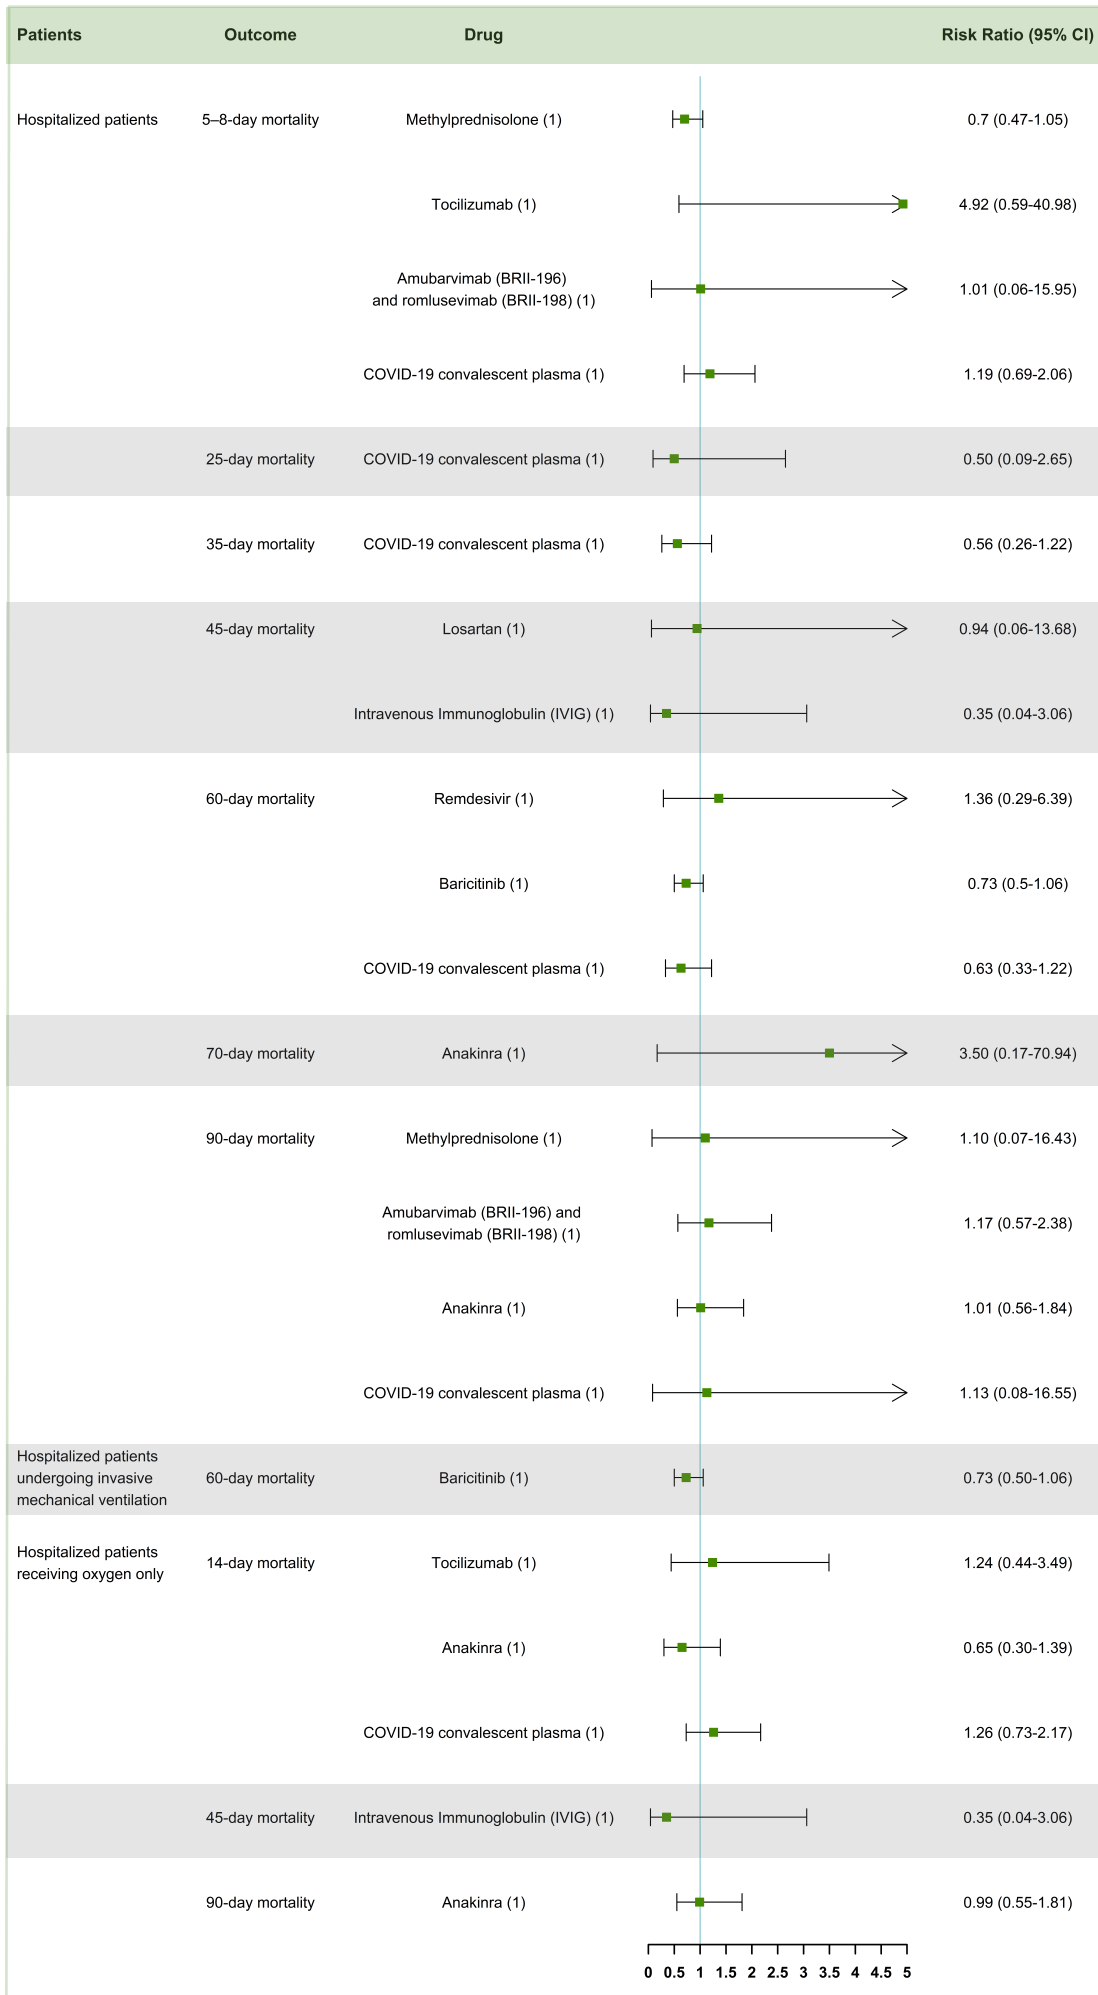 Patients Outcome Drug Risk Ratio (95% CI)
Hospitalized patients 5–8-day mortality Methylprednisolone (1) 0.7 (0.47-1.05)
Tocilizumab (1) 4.92 (0.59-40.98)
Amubarvimab (BRII-196)
and romlusevimab (BRII-198) (1) 1.01 (0.06-15.95)
COVID-19 convalescent plasma (1) 1.19 (0.69-2.06)
25-day mortality COVID-19 convalescent plasma (1) 0.50 (0.09-2.65)
35-day mortality COVID-19 convalescent plasma (1) 0.56 (0.26-1.22)
45-day mortality Losartan (1) 0.94 (0.06-13.68)
Intravenous Immunoglobulin (IVIG) (1) 0.35 (0.04-3.06)
60-day mortality Remdesivir (1) 1.36 (0.29-6.39)
Baricitinib (1) 0.73 (0.5-1.06)
COVID-19 convalescent plasma (1) 0.63 (0.33-1.22)
70-day mortality Anakinra (1) 3.50 (0.17-70.94)
90-day mortality Methylprednisolone (1) 1.10 (0.07-16.43)
Amubarvimab (BRII-196) and
romlusevimab (BRII-198) (1) 1.17 (0.57-2.38)
Anakinra (1) 1.01 (0.56-1.84)
COVID-19 convalescent plasma (1) 1.13 (0.08-16.55)
Hospitalized patients
undergoing invasive 60-day mortality Baricitinib (1) 0.73 (0.50-1.06)
mechanical ventilation
Hospitalized patients
receiving oxygen only 14-day mortality Tocilizumab (1) 1.24 (0.44-3.49)
Anakinra (1) 0.65 (0.30-1.39)
COVID-19 convalescent plasma (1) 1.26 (0.73-2.17)
45-day mortality Intravenous Immunoglobulin (IVIG) (1) 0.35 (0.04-3.06)
90-day mortality Anakinra (1) 0.99 (0.55-1.81)
0 0.5 1 1.5 2 2.5 3 3.5 4 4.5 5